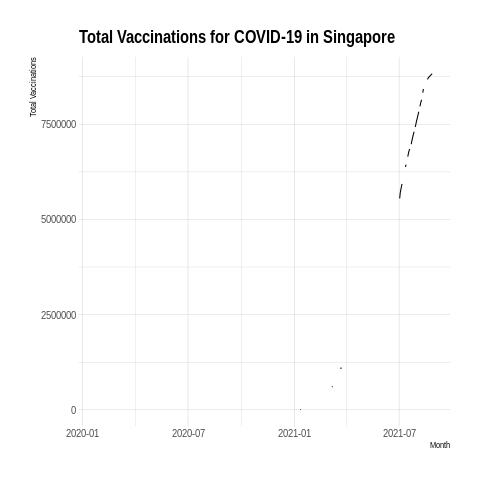 Total Vaccinations for COVID-19 in Singapore
Total Vaccinations
7500000
5000000
2500000
0
2020-01 2020-07 2021-01 2021-07
Month